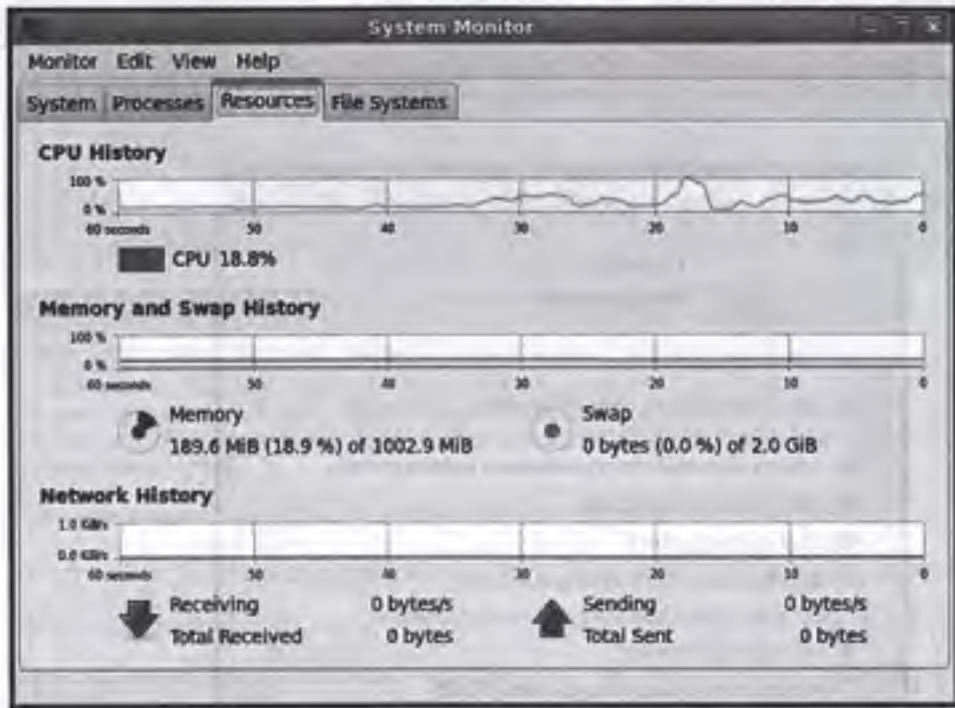 System Monitor
Monitor Edit View Help
System Processes Resources File Systems
CPU History
100 %
0 %
60 seconds 50 40 30 20 10 0
CPU 18.8%
Memory and Swap History
100 %
0 %
60 seconds 50 40 30 20 10 0
Memory
189.6 MiB (18.9 %) of 1002.9 MiB
Swap
0 bytes (0.0 %) of 2.0 GiB
Network History
1.0 KB/s
0.0 KB/s
60 seconds 50 40 30 20 10 0
Receiving 0 bytes/s
Total Received 0 bytes
Sending 0 bytes/s
Total Sent 0 bytes